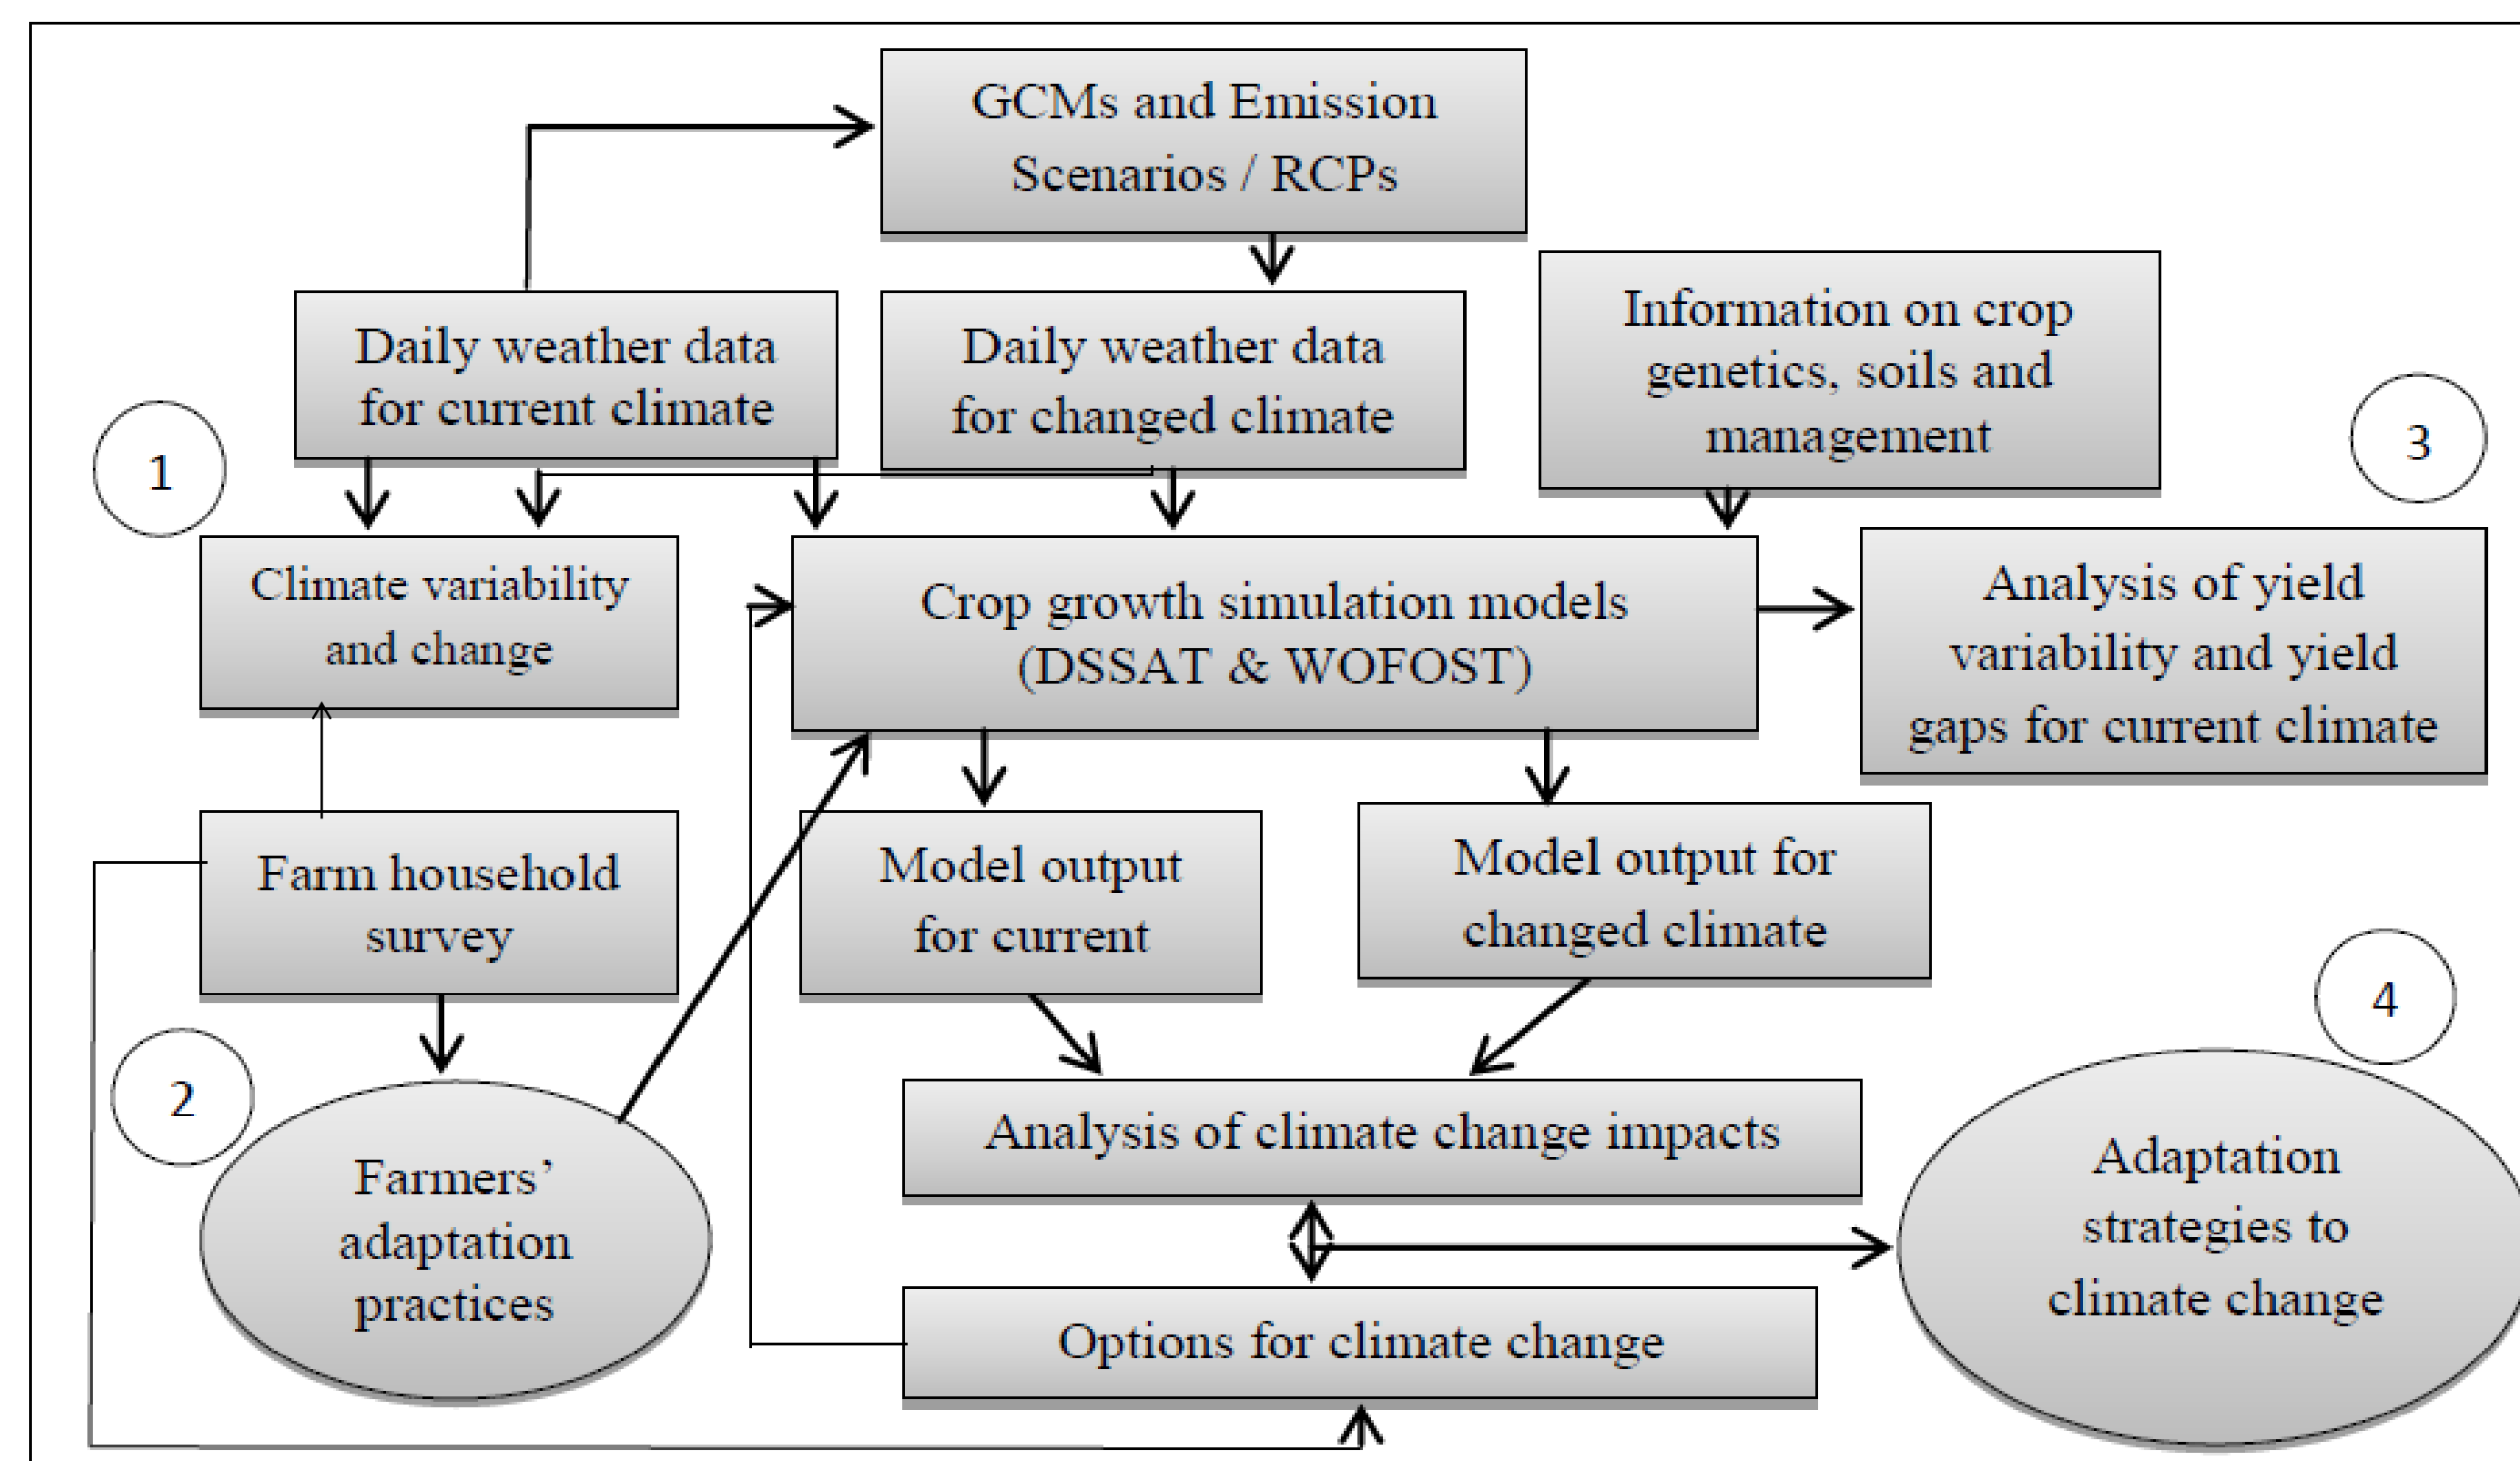 GCMs and Emission
Scenarios / RCPs
Daily weather data
for current climate
Daily weather data
for changed climate
Information on crop
genetics, soils and
management
1
3
Climate variability
and change
Crop growth simulation models
(DSSAT & WOFOST)
Analysis of yield
variability and yield
gaps for current climate
Farm household
survey
Model output
for current
Model output for
changed climate
2
4
Farmers’
adaptation
practices
Analysis of climate change impacts
Adaptation
strategies to
climate change
Options for climate change